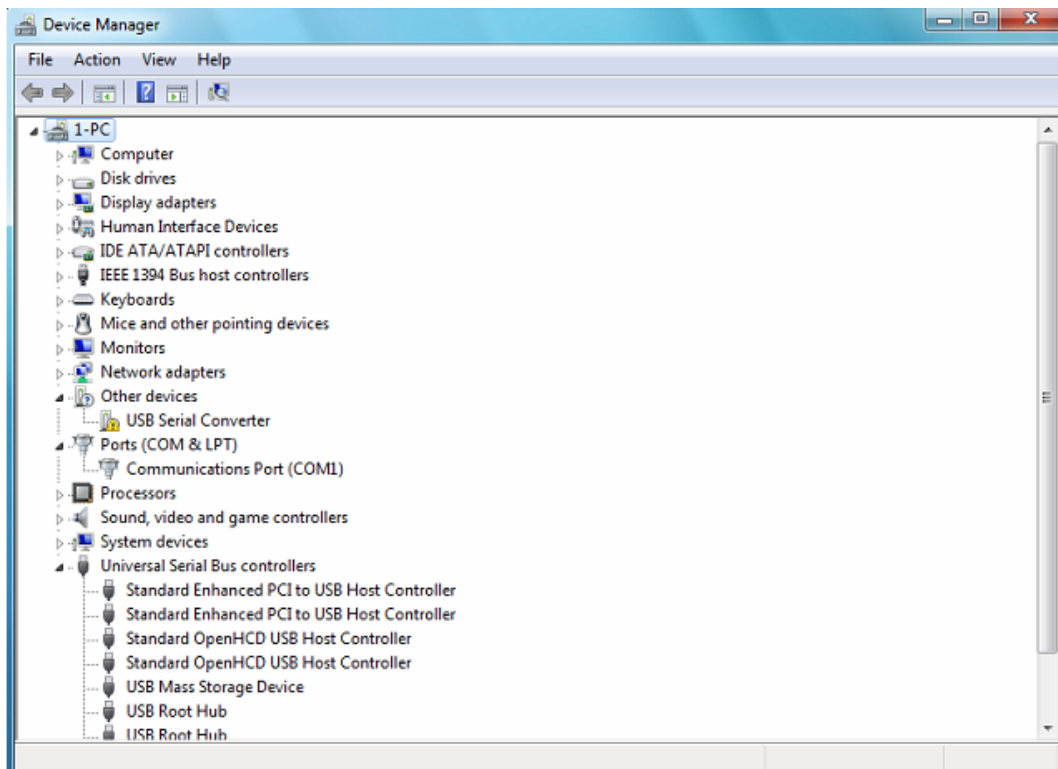 Device Manager
File Action View Help
1-PC
Computer
Disk drives
Display adapters
Human Interface Devices
IDE ATA/ATAPI controllers
IEEE 1394 Bus host controllers
Keyboards
Mice and other pointing devices
Monitors
Network adapters
Other devices
USB Serial Converter
Ports (COM & LPT)
Communications Port (COM1)
Processors
Sound, video and game controllers
System devices
Universal Serial Bus controllers
Standard Enhanced PCI to USB Host Controller
Standard Enhanced PCI to USB Host Controller
Standard OpenHCD USB Host Controller
Standard OpenHCD USB Host Controller
USB Mass Storage Device
USB Root Hub
USB Root Hub